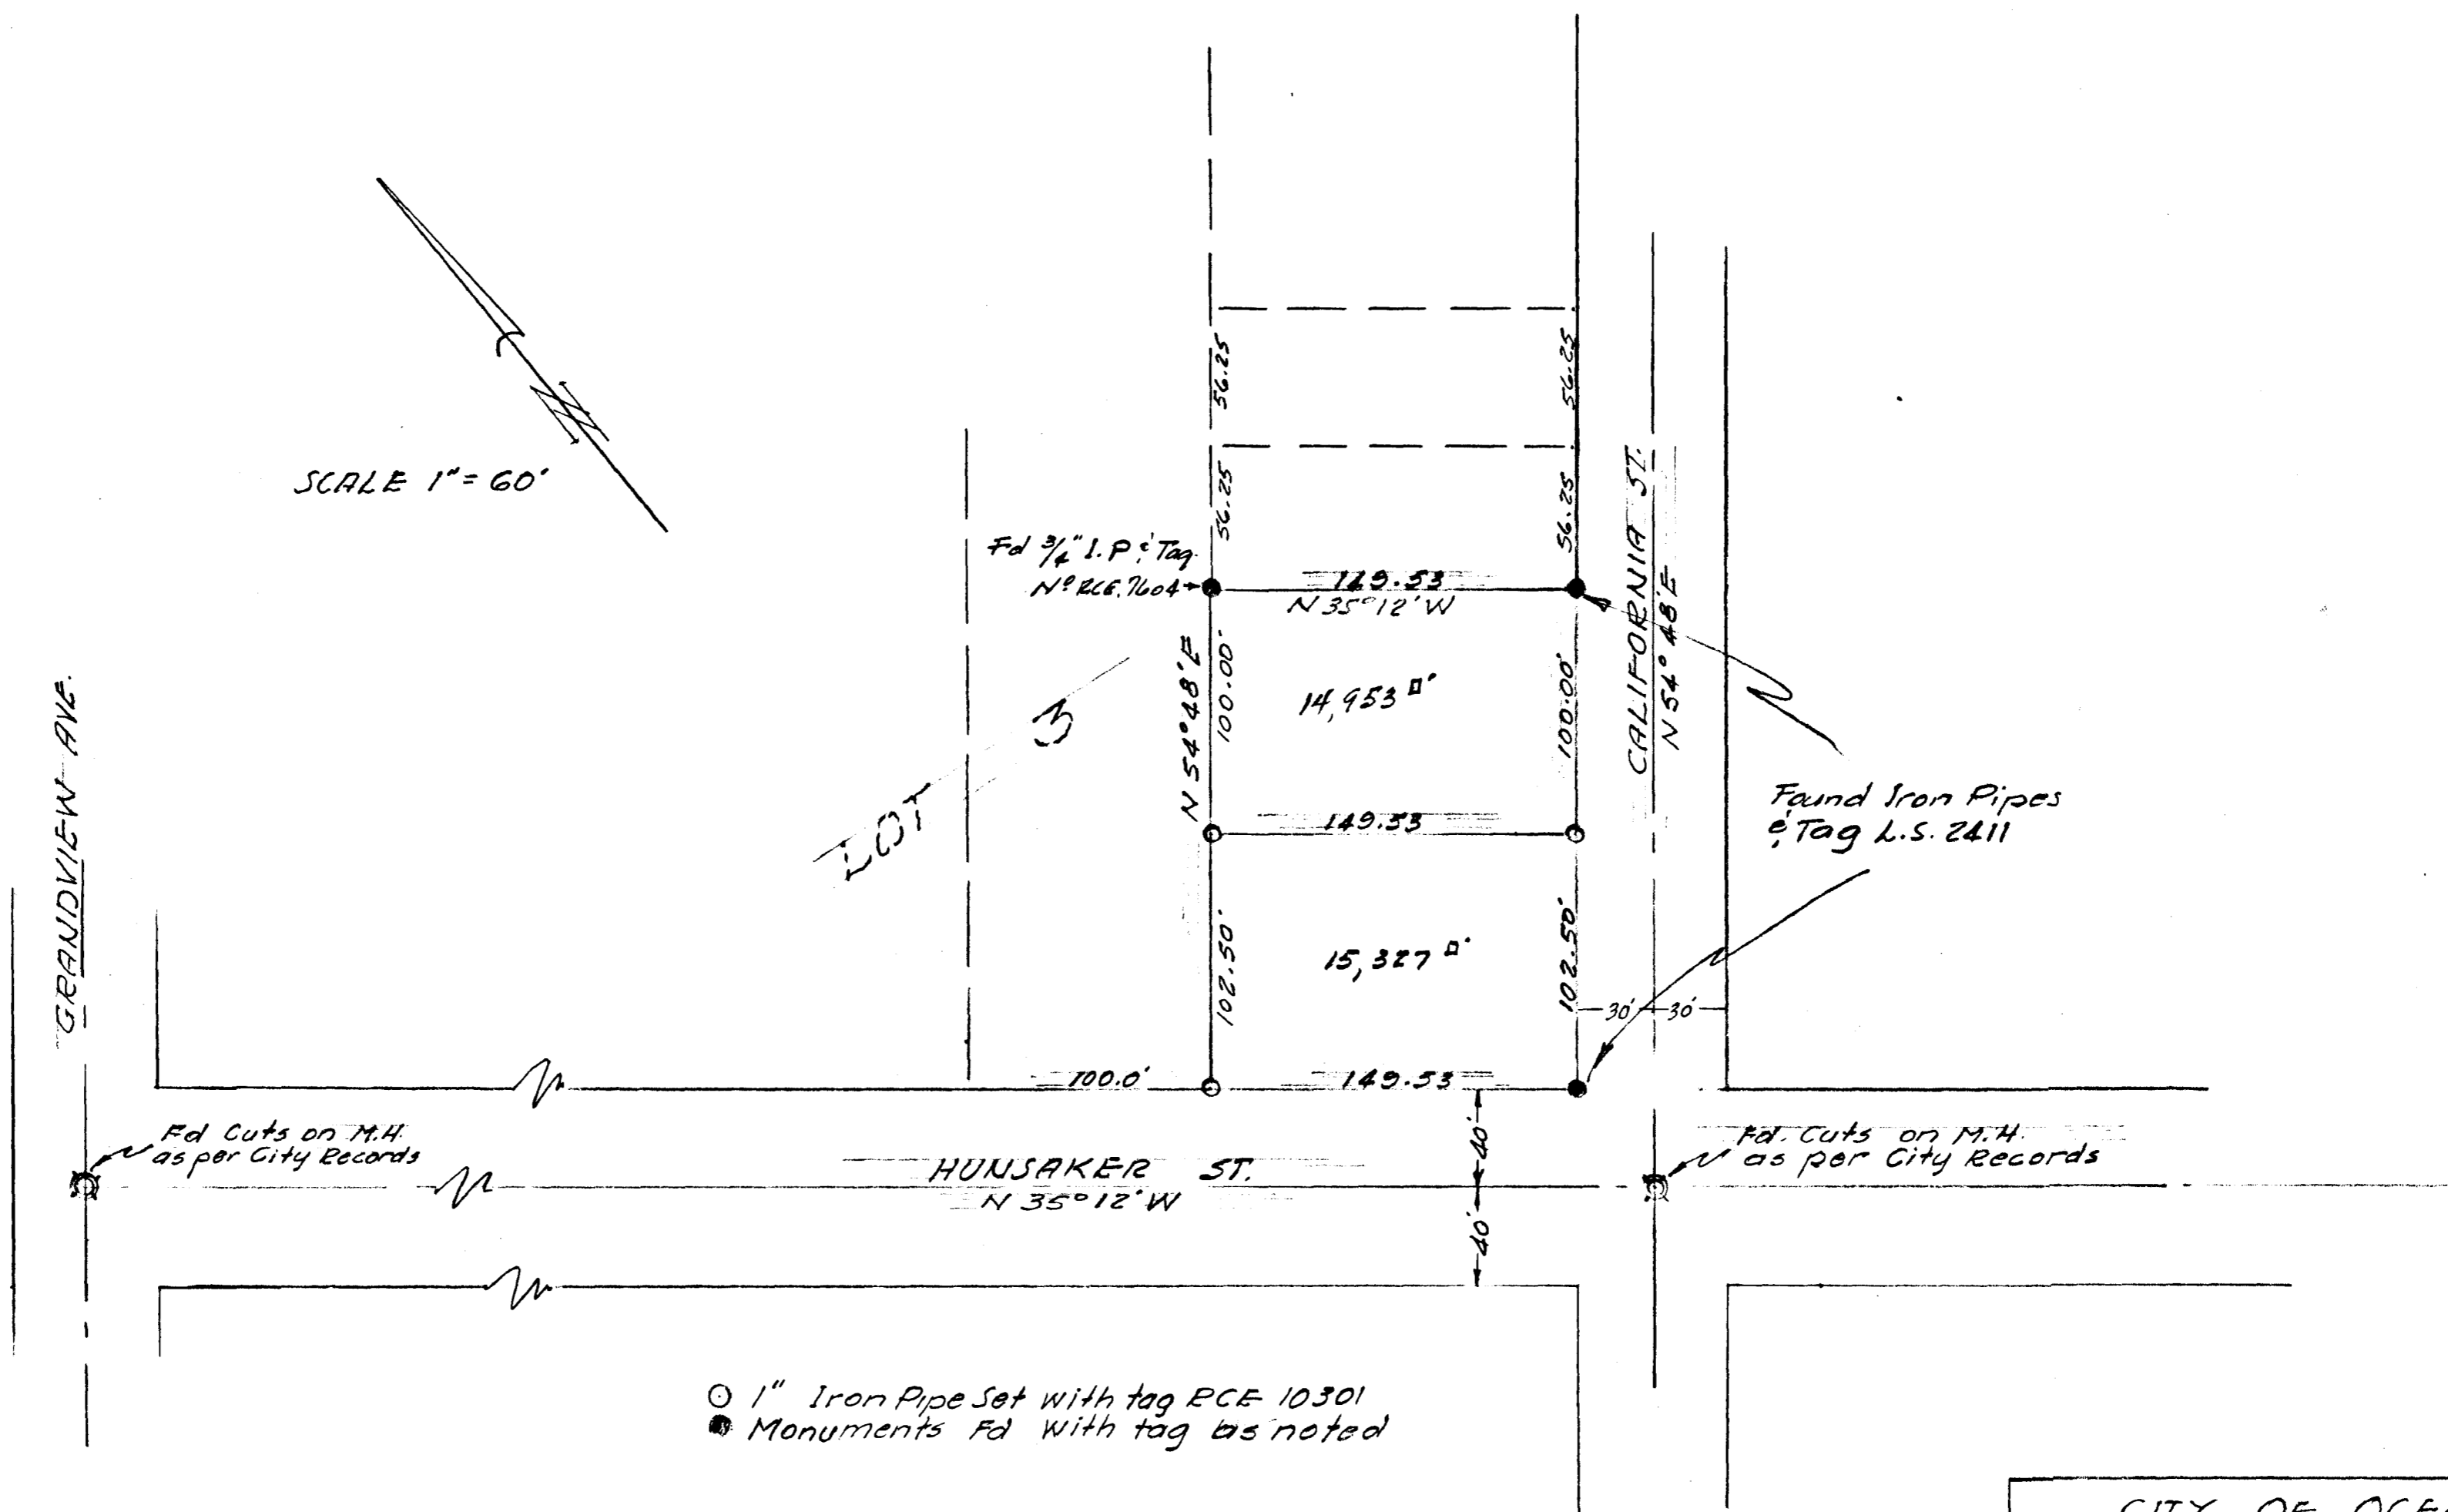 SCALE 1" = 60'
56.25
56.25
56.25
56.25
Fd 3/4" I.P & Tag
Nº RCE. 7604
149.53
N 35° 12' W
N 54° 48' E
100.00'
14,953 □'
100.00'
CALIFORNIA ST.
N 54° 48' E
LOT 3
GRANDVIEW AVE.
Found Iron Pipes
& Tag L.S. 2411
149.53
102.50'
15,327 □'
102.50'
30' 30'
100.0'
149.53
Fd Cuts on M.H.
as per City Records
HUNSAKER ST.
N 35° 12' W
40'
40'
Fd. Cuts on M.H.
as per City Records
1" Iron Pipe Set with tag RCE 10301
Monuments Fd with tag as noted
CITY OF